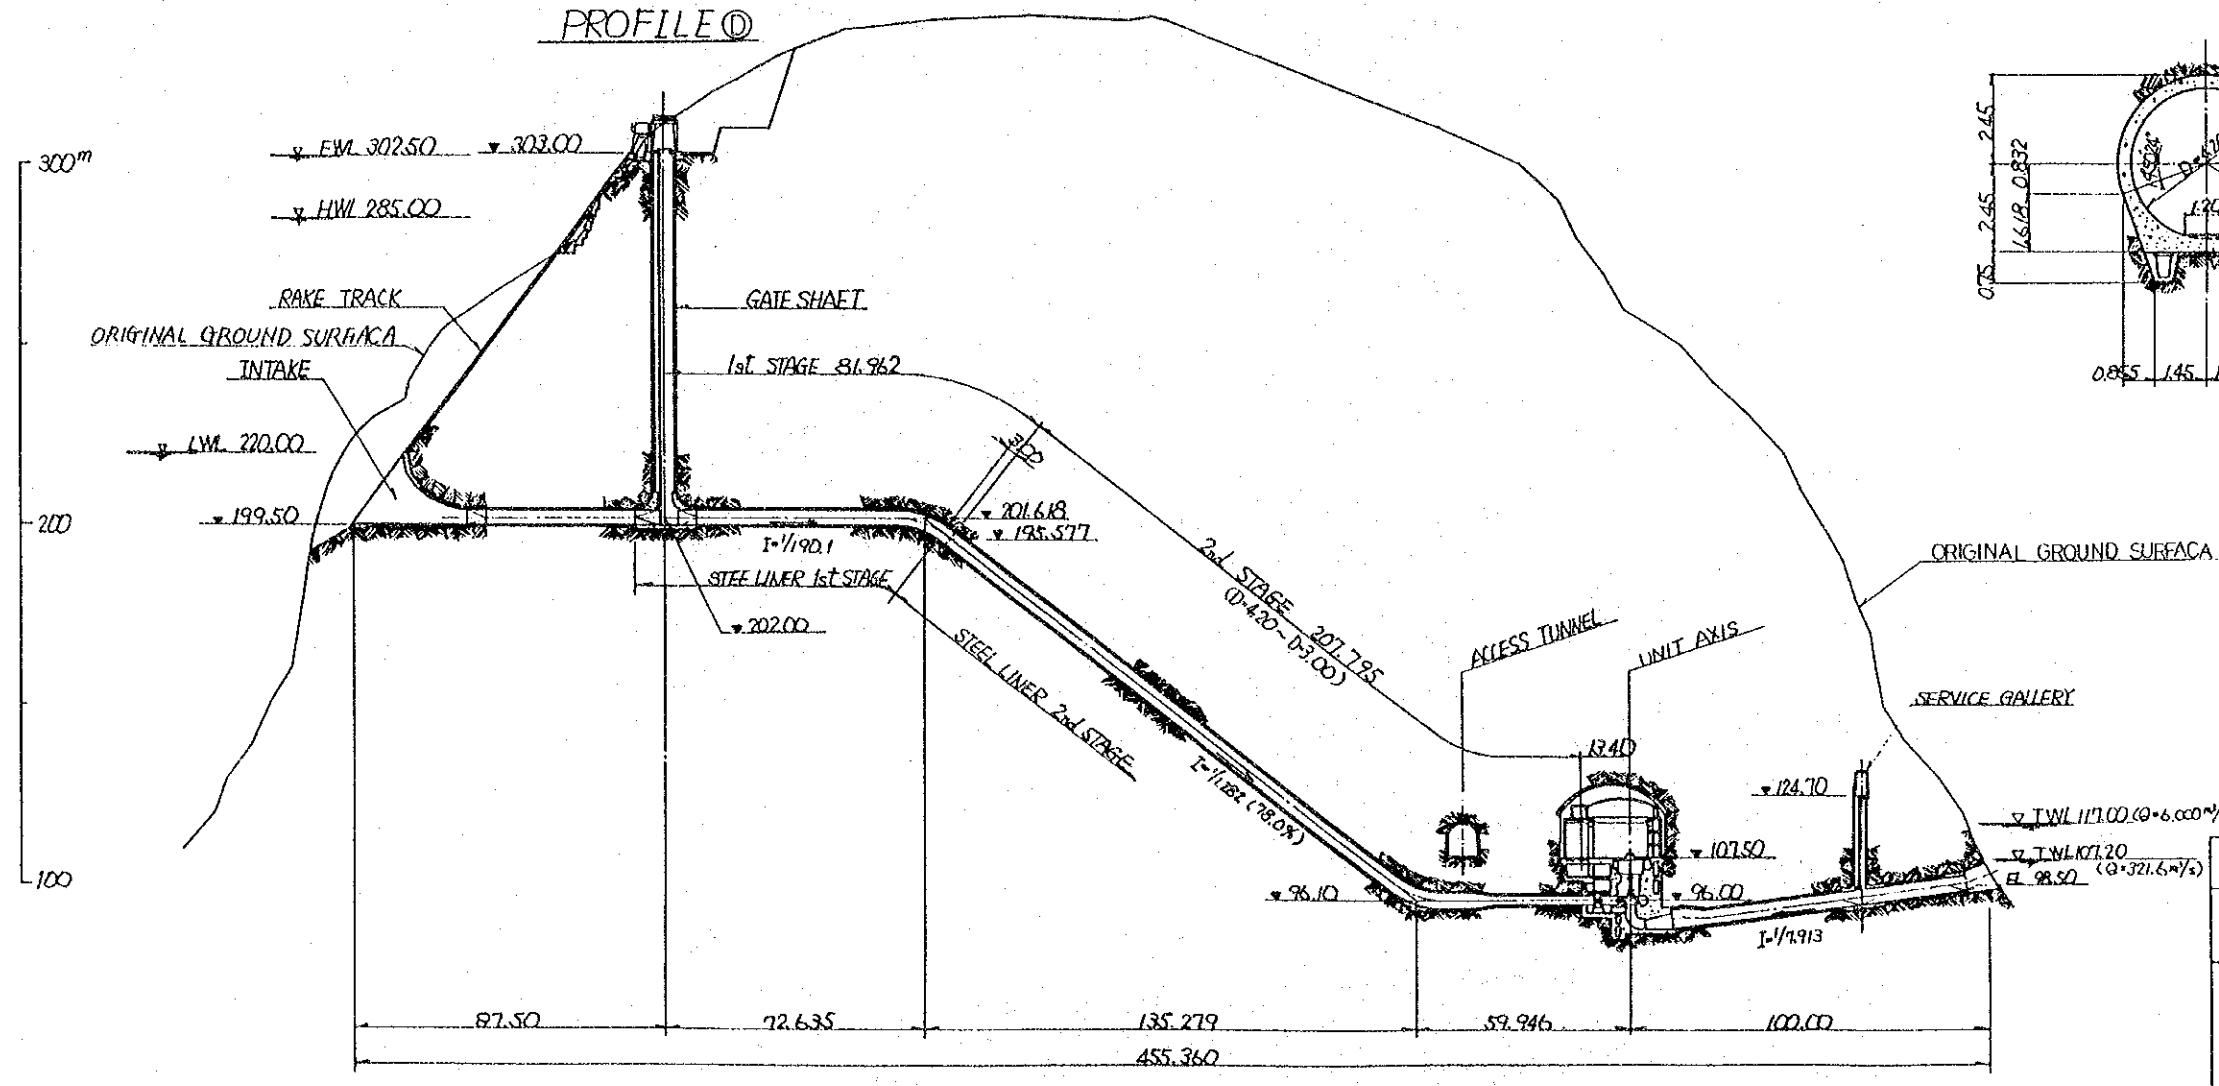 PROFILE Ⓓ
300m
200
100
EWL 302.50
303.00
HWL 285.00
RAKE TRACK
ORIGINAL GROUND SURFACA
INTAKE
GATE SHAFT
1st STAGE 81.962
LWL 220.00
3.00
199.50
201.618
195.577
I=1/190.1
STEE LINER 1st STAGE
202.00
2nd STAGE 207.795
(D=4.20~D=3.00)
STEEL LINER 2nd STAGE
I=1/1.282 (78.0%)
ACCESS TUNNEL
UNIT AXIS
ORIGINAL GROUND SURFACA
SERVICE GALLERY
13.40
124.70
TWL 117.00 (Q=6,000m³/
107.50
TWL 107.20
(Q=321.6m³/s)
EL 98.50
96.10
96.00
I=1/7.913
87.50
72.635
135.279
59.946
100.00
455.360
2.45
2.45
0.832
1.618
0.75
1.20
0.855
1.45